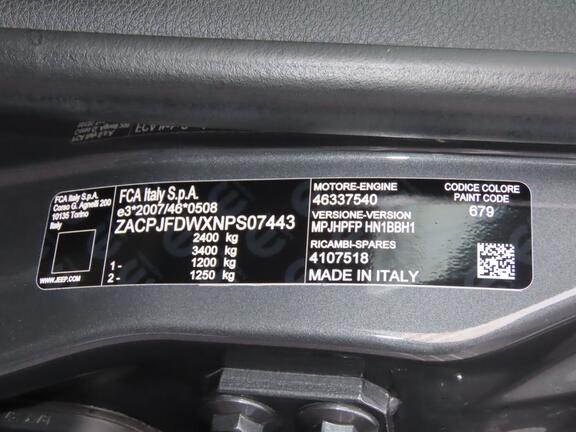 FCA Italy S.p.A.
Corso G. Agnelli 200
10135 Torino
Italy
WWW.JEEP.COM
FCA Italy S.p.A.
e3*2007/46*0508
ZACPJFDWXNPS07443
2400 kg
3400 kg
1 - 1200 kg
2 - 1250 kg
MOTORE-ENGINE
46337540
VERSIONE-VERSION
MPJHPFP HN1BBH1
RICAMBI-SPARES
4107518
MADE IN ITALY
CODICE COLORE
PAINT CODE
679